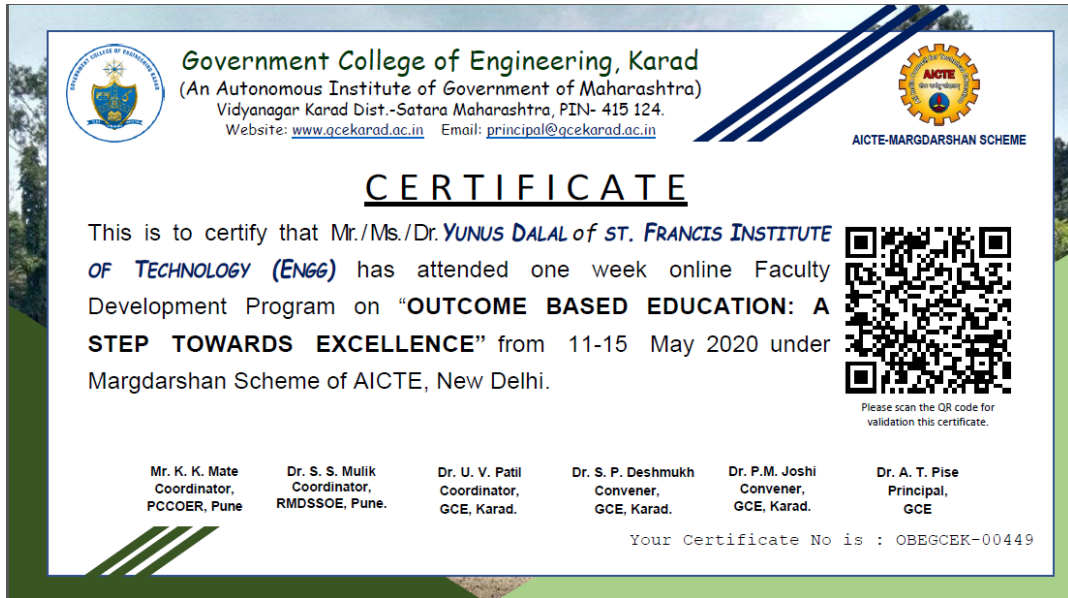 GOVERNMENT COLLEGE OF ENGINEERING KARAD
Government College of Engineering, Karad
(An Autonomous Institute of Government of Maharashtra)
Vidyanagar Karad Dist.-Satara Maharashtra, PIN- 415 124.
Website: www.gcekarad.ac.in Email: principal@gcekarad.ac.in
AICTE
AICTE-MARGDARSHAN SCHEME
CERTIFICATE
This is to certify that Mr./Ms./Dr. YUNUS DALAL of ST. FRANCIS INSTITUTE
OF TECHNOLOGY (ENGG) has attended one week online Faculty
Development Program on “OUTCOME BASED EDUCATION: A
STEP TOWARDS EXCELLENCE” from 11-15 May 2020 under
Margdarshan Scheme of AICTE, New Delhi.
Please scan the QR code for
validation this certificate.
Mr. K. K. Mate
Coordinator,
PCCOER, Pune
Dr. S. S. Mulik
Coordinator,
RMDSSOE, Pune.
Dr. U. V. Patil
Coordinator,
GCE, Karad.
Dr. S. P. Deshmukh
Convener,
GCE, Karad.
Dr. P.M. Joshi
Convener,
GCE, Karad.
Dr. A. T. Pise
Principal,
GCE
Your Certificate No is : OBEGCEK-00449